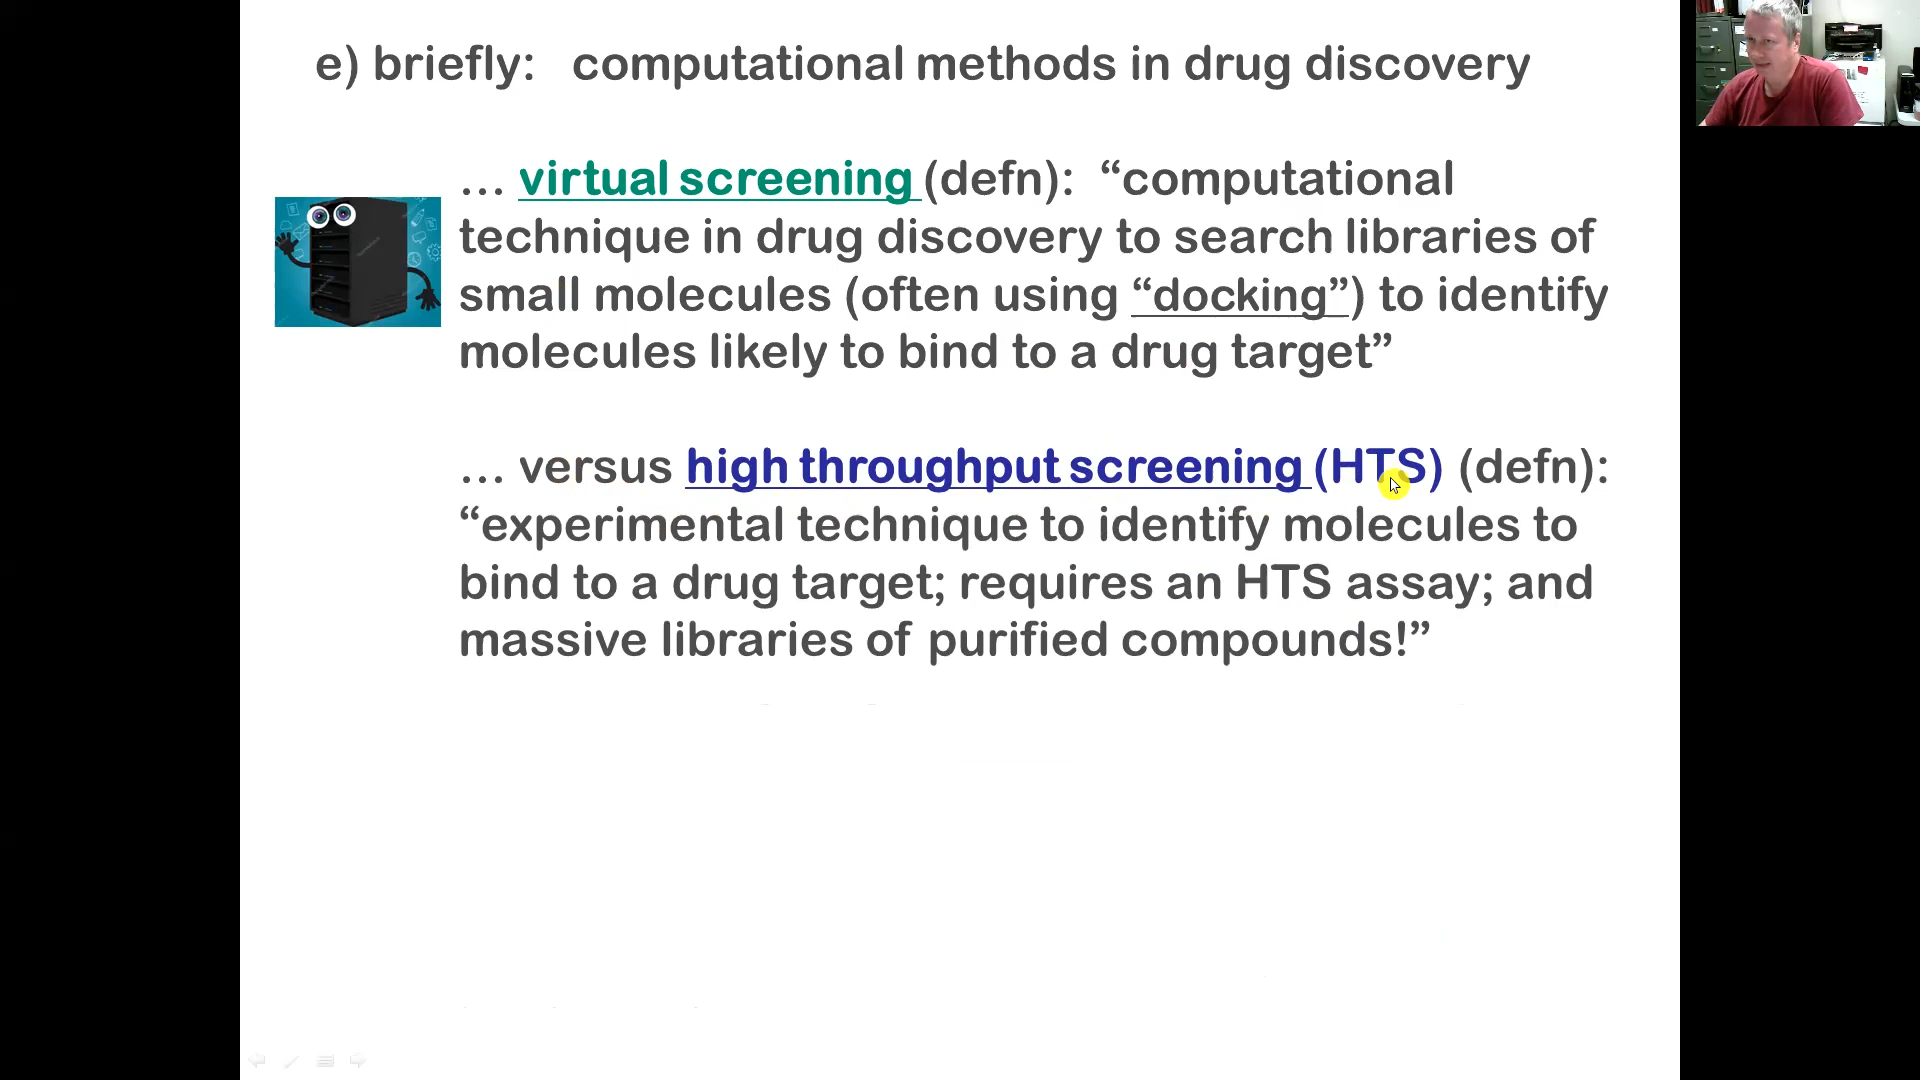 e) briefly: computational methods in drug discovery
… virtual screening (defn): “computational
technique in drug discovery to search libraries of
small molecules (often using “docking”) to identify
molecules likely to bind to a drug target”
… versus high throughput screening (HTS) (defn):
“experimental technique to identify molecules to
bind to a drug target; requires an HTS assay; and
massive libraries of purified compounds!”